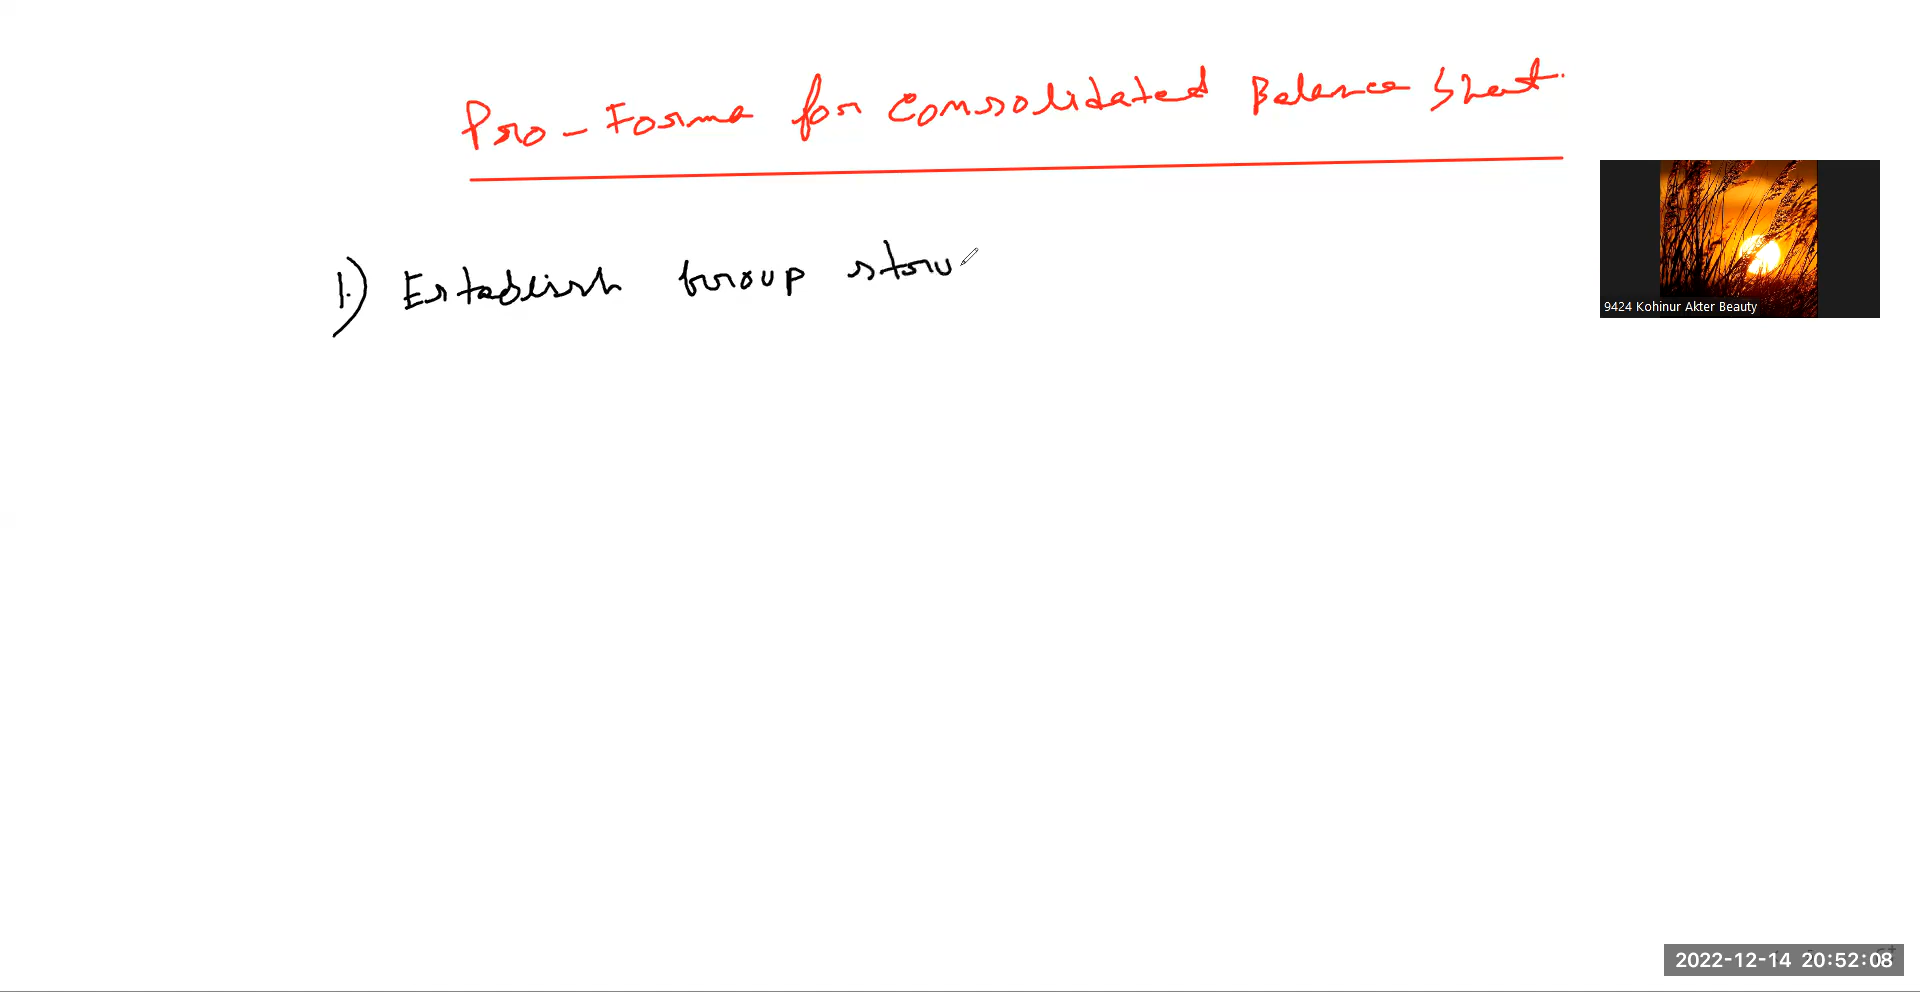 Pro-Forma for Consolidated Balance Sheet.
1.) Establish Group stru
9424 Kohinur Akter Beauty
2022-12-14 20:52:08